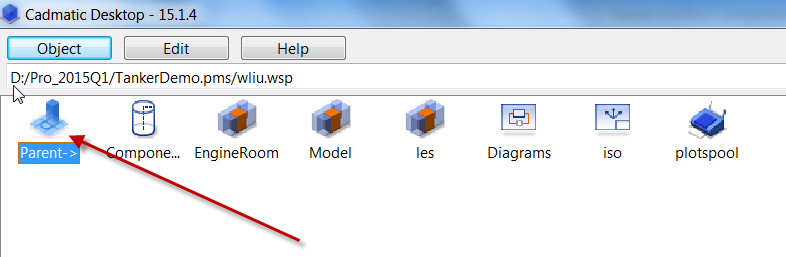 Cadmatic Desktop - 15.1.4
Object Edit Help
D:/Pro_2015Q1/TankerDemo.pms/wliu.wsp
Parent-> Compone... EngineRoom Model les Diagrams iso plotspool